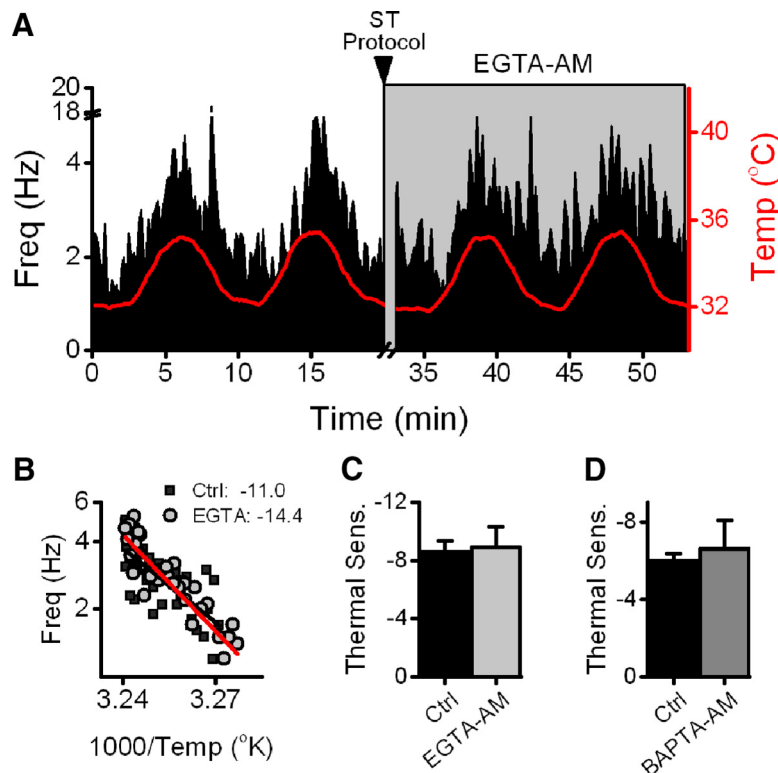 A
ST
Protocol
EGTA-AM
20
18
4
2
0
Freq (Hz)
40
36
32
Temp (°C)
0 5 10 15 35 40 45 50
Time (min)
B
Ctrl: -11.0
EGTA: -14.4
6
4
2
Freq (Hz)
3.24 3.27
1000/Temp (°K)
C
-12
-8
-4
0
Thermal Sens.
Ctrl
EGTA-AM
D
-8
-4
0
Thermal Sens.
Ctrl
BAPTA-AM